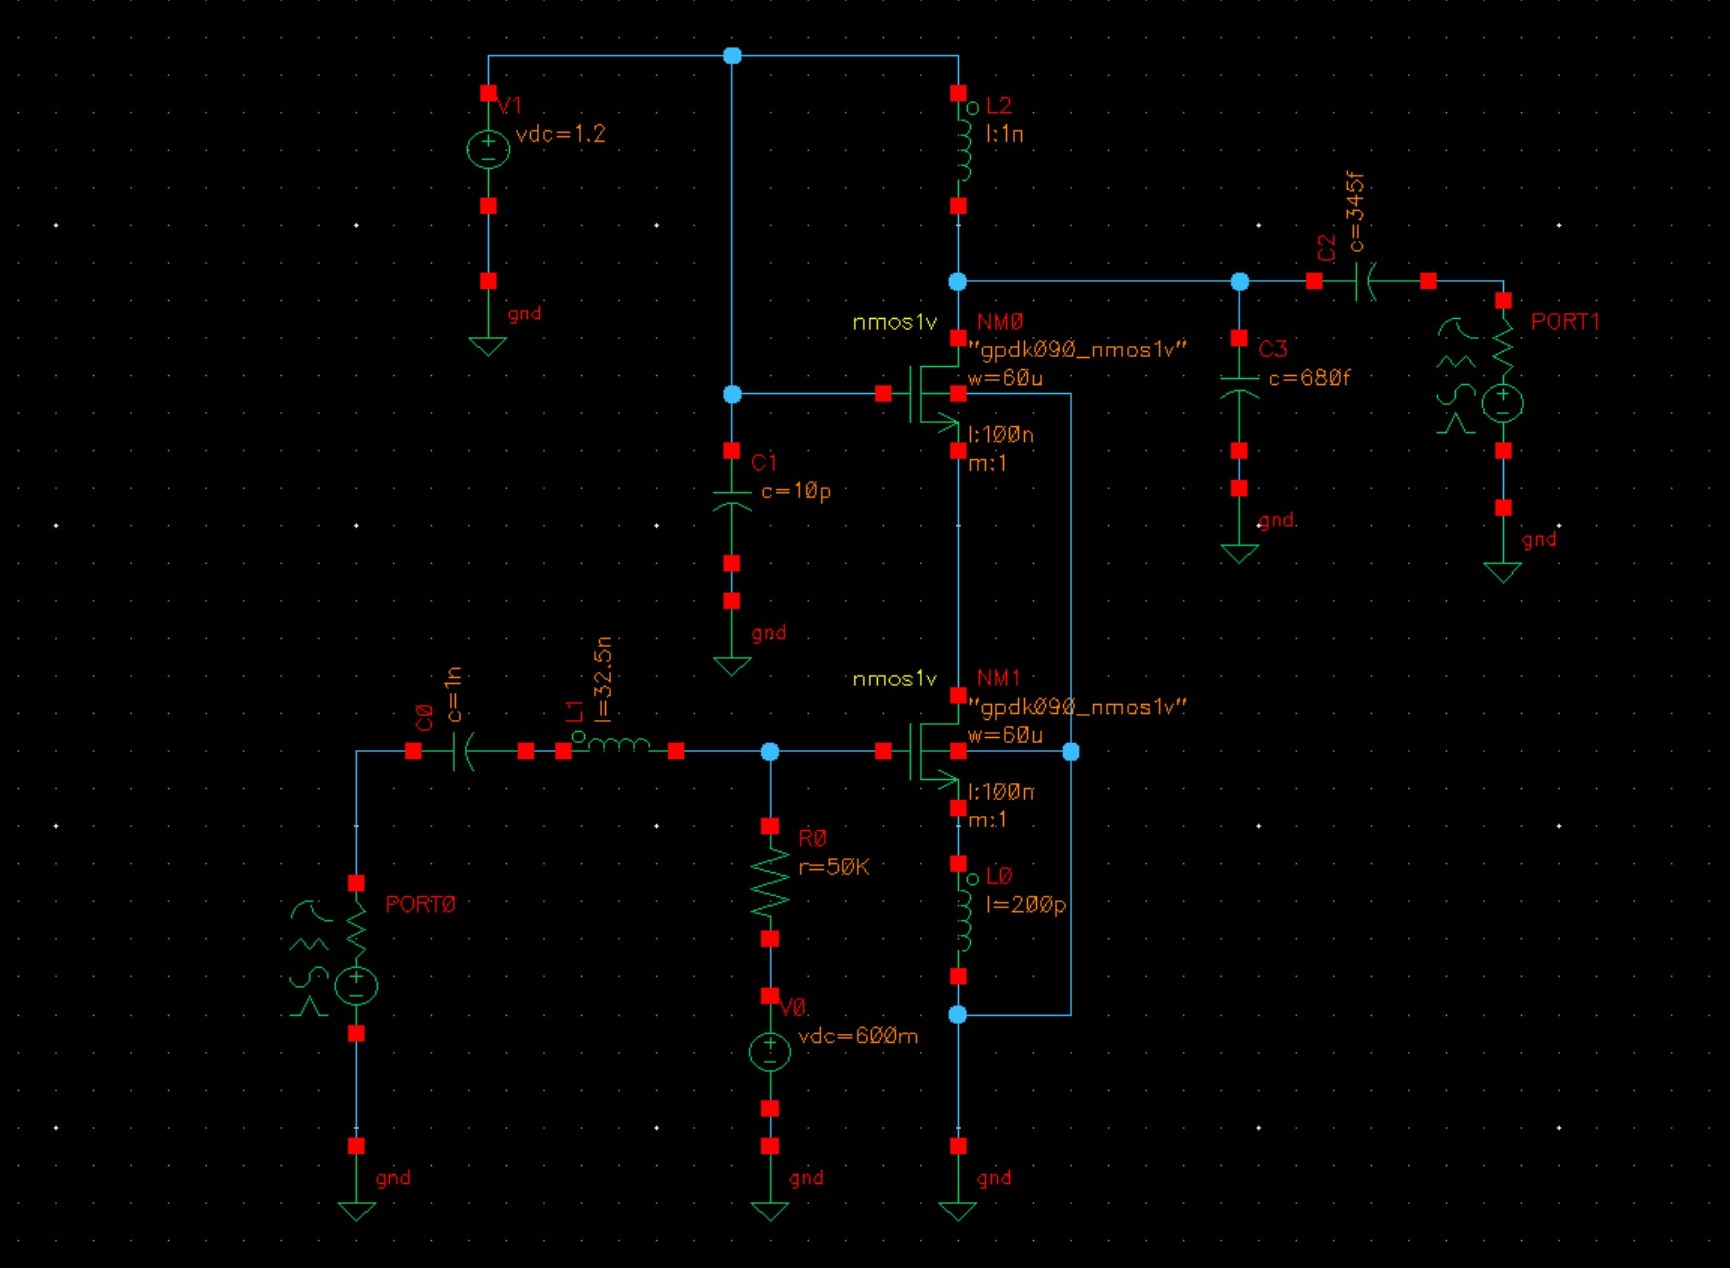 V1
vdc=1.2
gnd
L2
l:1n
C2
c=345f
nmos1v
NM0
"gpdk090_nmos1v"
w=60u
l:100n
m:1
C3
c=680f
gnd
PORT1
gnd
C1
c=10p
gnd
C0
c=1n
L1
l=32.5n
nmos1v
NM1
"gpdk090_nmos1v"
w=60u
l:100n
m:1
R0
r=50K
L0
l=200p
PORT0
V0
vdc=600m
gnd
gnd
gnd